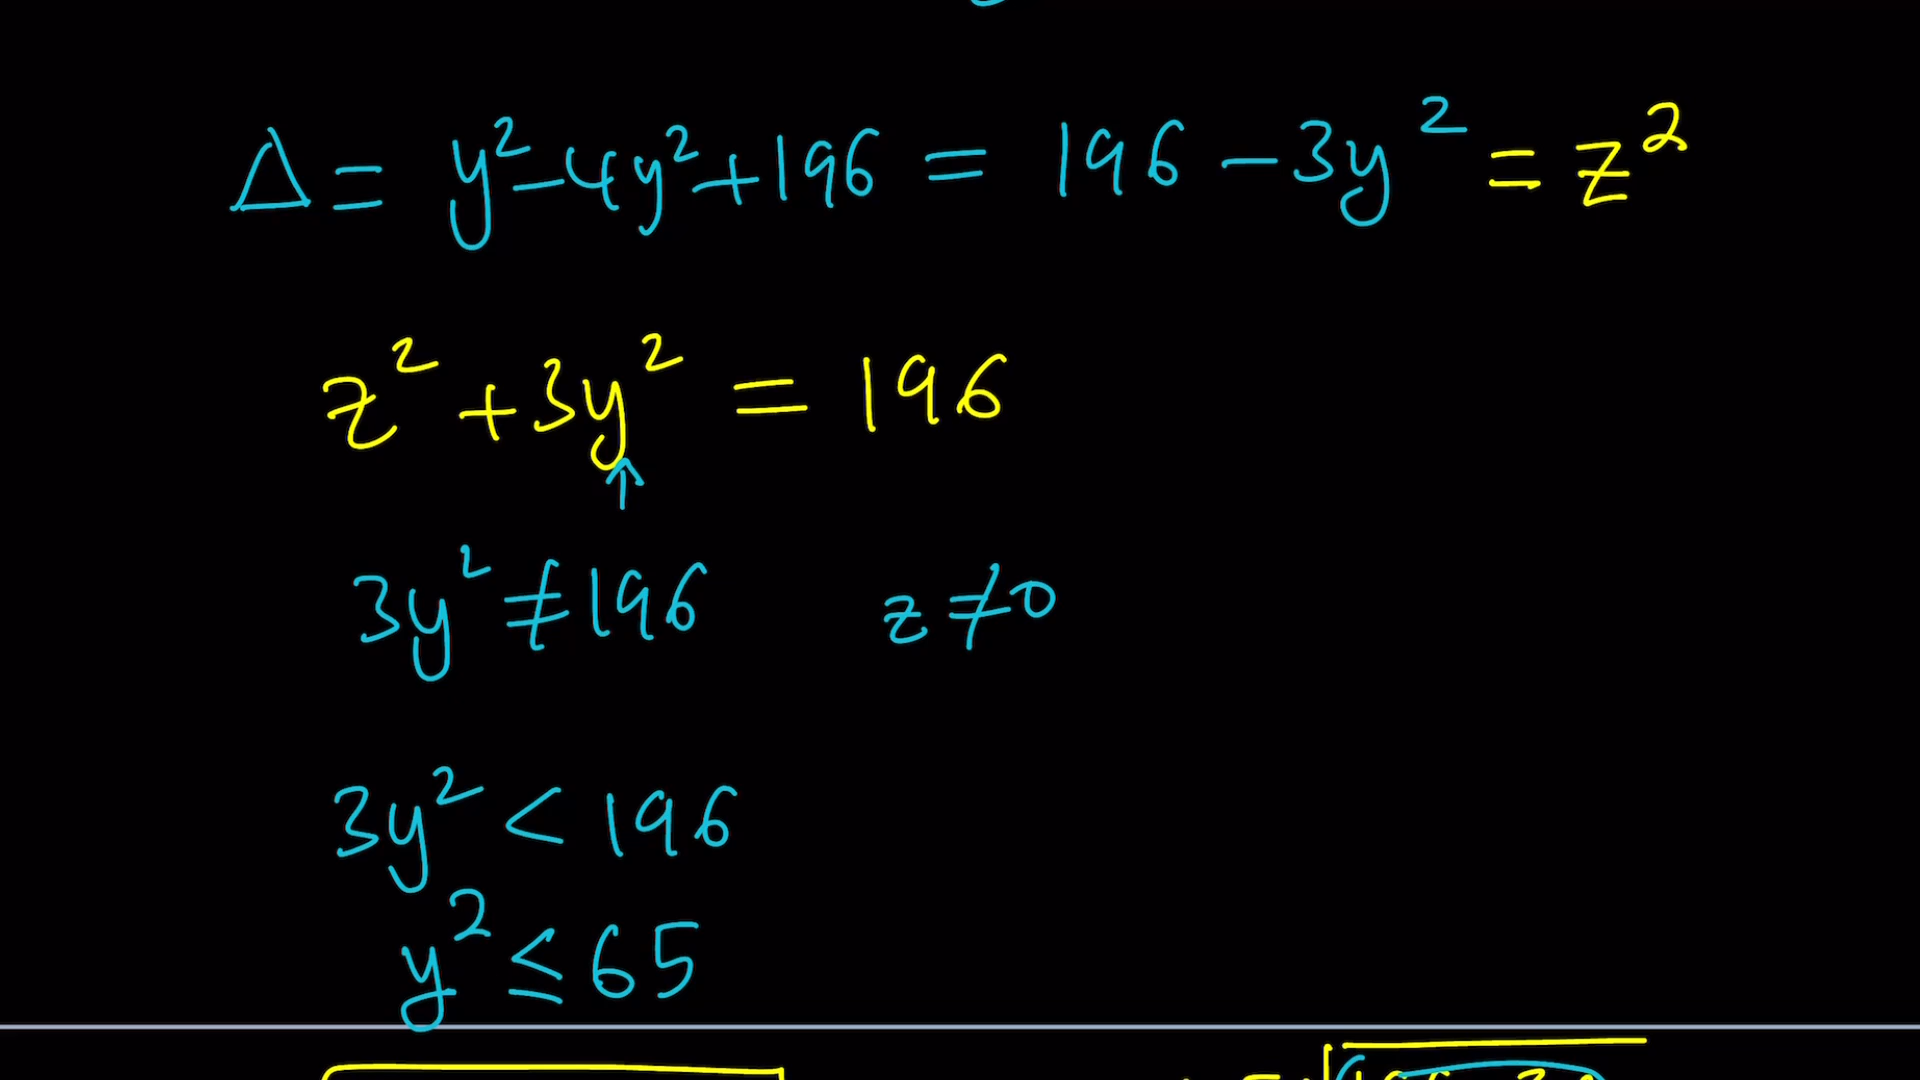 Δ = y²-4y²+196 = 196-3y² = z²
z²+3y² = 196
↑
3y² ≠ 196 z ≠ 0
3y² < 196
y² ≤ 65